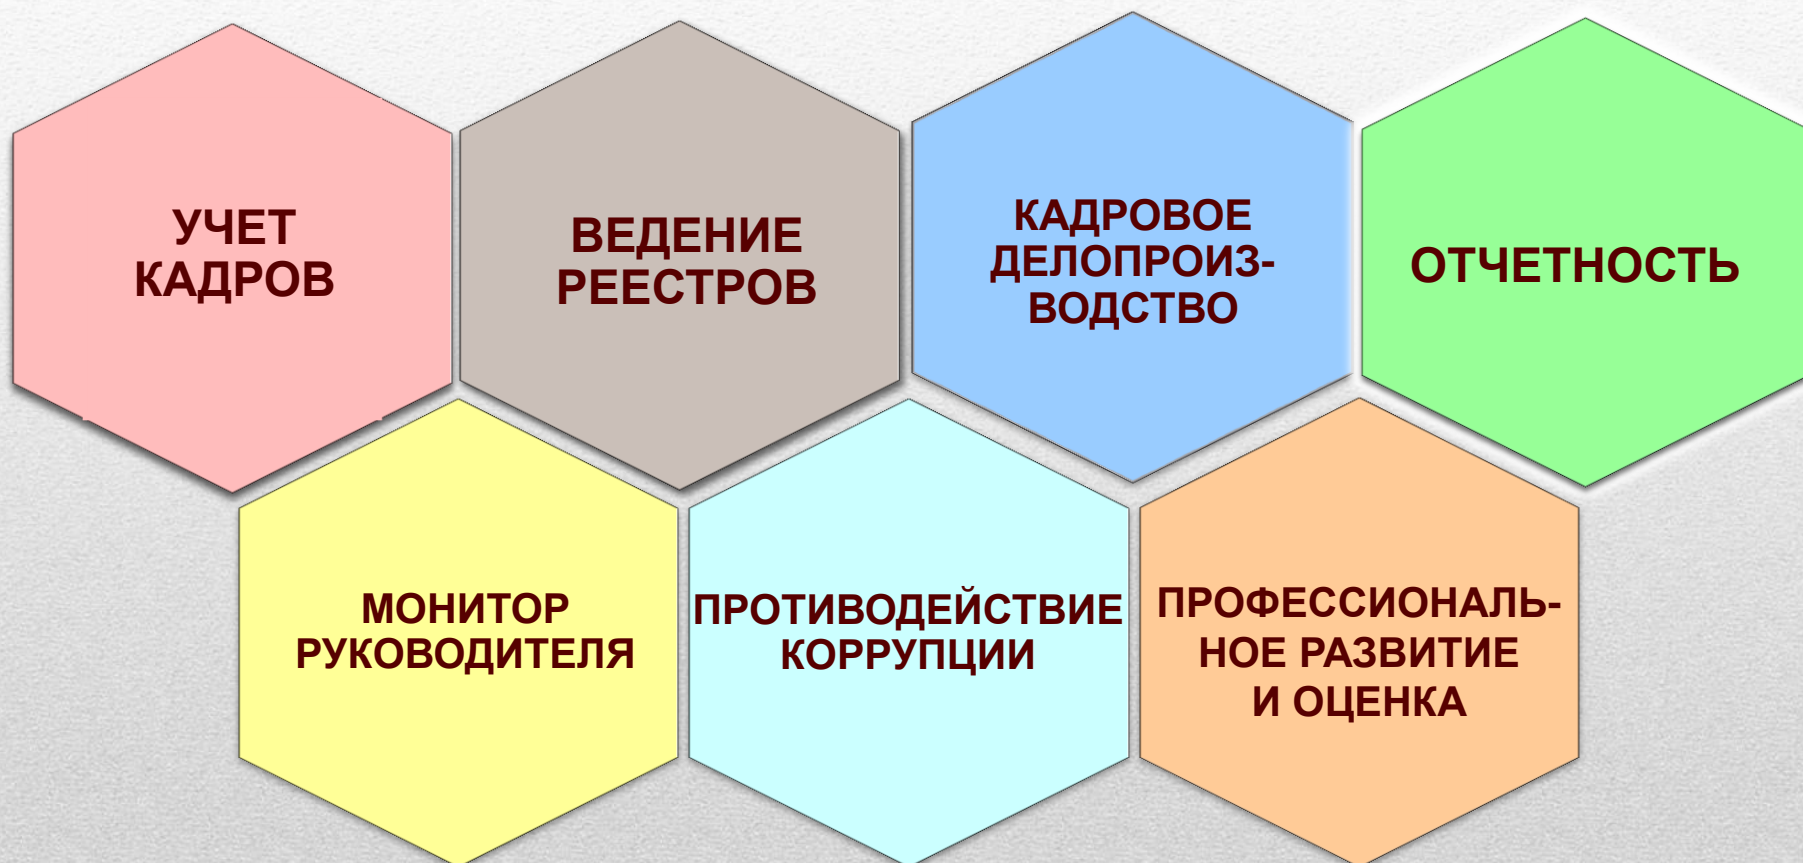 УЧЕТ
КАДРОВ
ВЕДЕНИЕ
РЕЕСТРОВ
КАДРОВОЕ
ДЕЛОПРОИЗ-
ВОДСТВО
ОТЧЕТНОСТЬ
МОНИТОР
РУКОВОДИТЕЛЯ
ПРОТИВОДЕЙСТВИЕ
КОРРУПЦИИ
ПРОФЕССИОНАЛЬ-
НОЕ РАЗВИТИЕ
И ОЦЕНКА